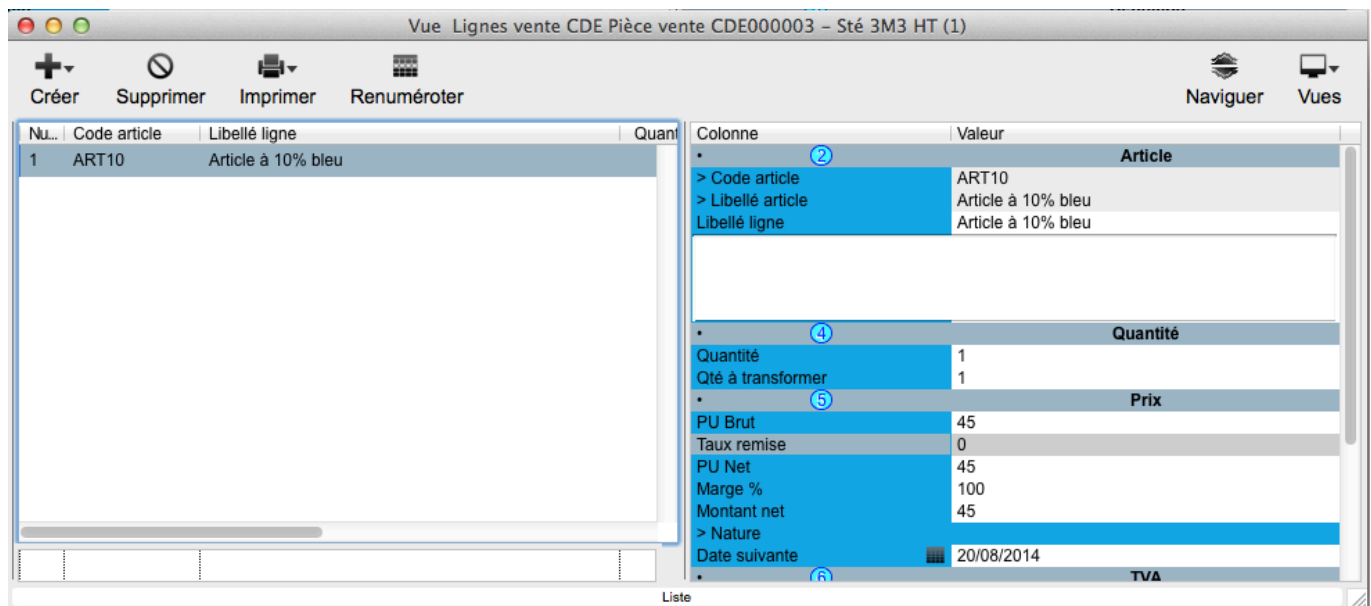 Vue Lignes vente CDE Pièce vente CDE000003 – Sté 3M3 HT (1)
Créer Supprimer Imprimer Renuméroter Naviguer Vues
Nu... Code article Libellé ligne Quant
1 ART10 Article à 10% bleu
Colonne Valeur
• 2 Article
> Code article ART10
> Libellé article Article à 10% bleu
Libellé ligne Article à 10% bleu
• 4 Quantité
Quantité 1
Qté à transformer 1
• 5 Prix
PU Brut 45
Taux remise 0
PU Net 45
Marge % 100
Montant net 45
> Nature
Date suivante 20/08/2014
• 6 TVA
Liste